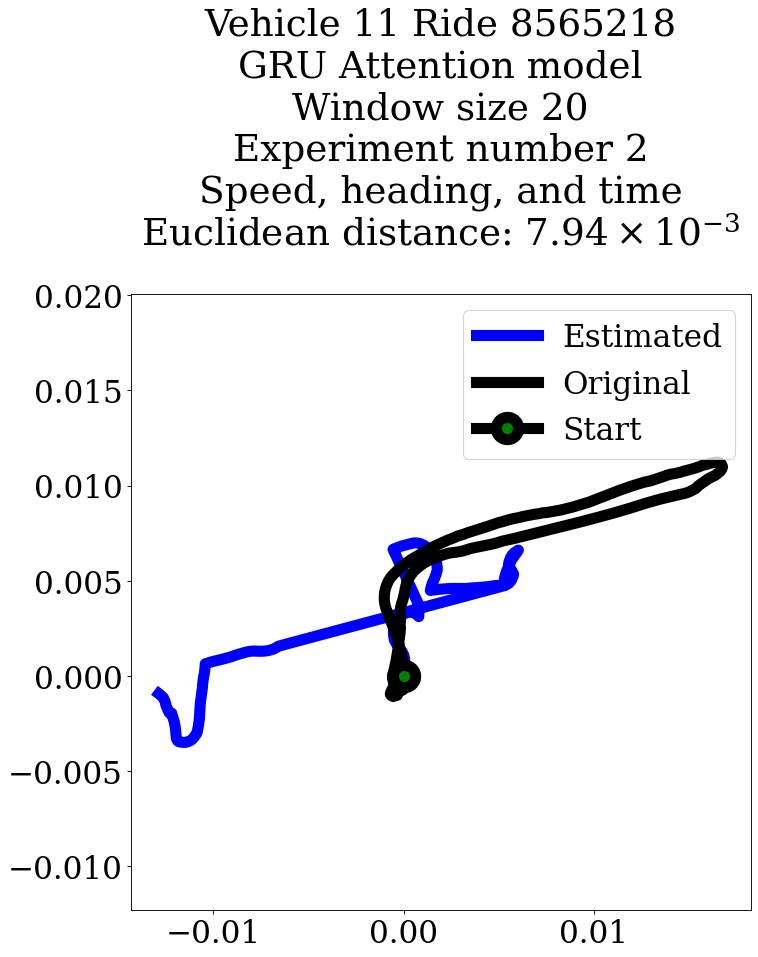 Vehicle 11 Ride 8565218
GRU Attention model
Window size 20
Experiment number 2
Speed, heading, and time
Euclidean distance: 7.94 × 10⁻³
0.020
0.015
0.010
0.005
0.000
−0.005
−0.010
−0.01
0.00
0.01
Estimated
Original
Start